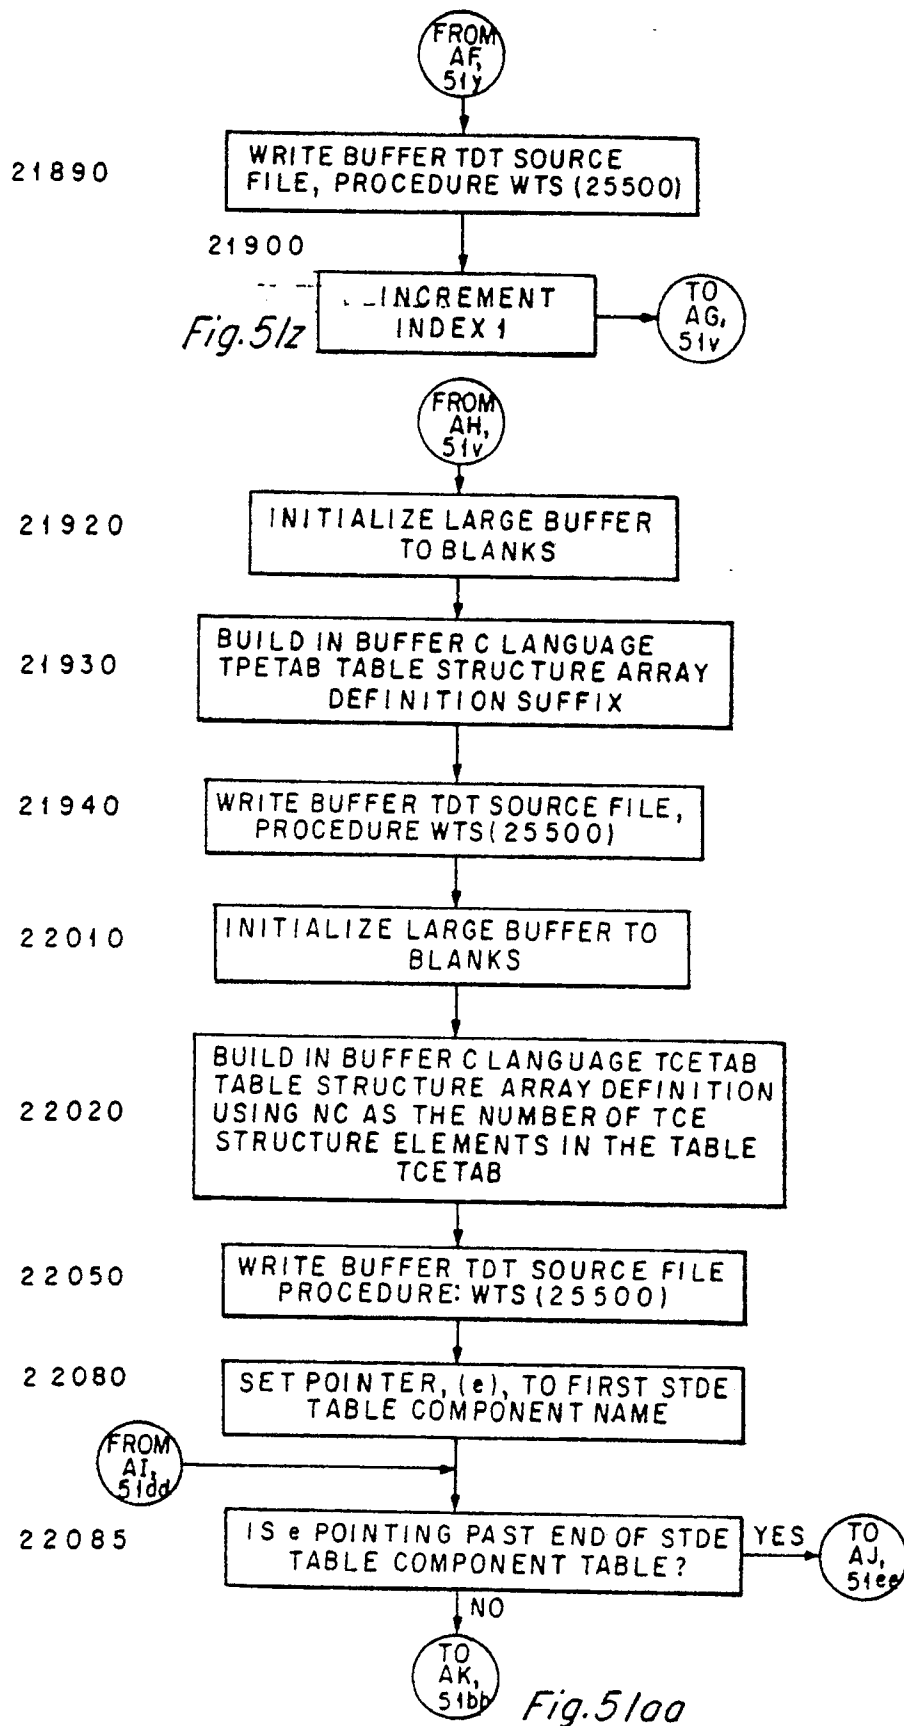 FROM
AF,
51y
21890
WRITE BUFFER TDT SOURCE
FILE, PROCEDURE WTS (25500)
21900
INCREMENT
INDEX 1
TO
AG,
51v
Fig. 51z
FROM
AH,
51v
21920
INITIALIZE LARGE BUFFER
TO BLANKS
21930
BUILD IN BUFFER C LANGUAGE
TPETAB TABLE STRUCTURE ARRAY
DEFINITION SUFFIX
21940
WRITE BUFFER TDT SOURCE FILE,
PROCEDURE WTS (25500)
22010
INITIALIZE LARGE BUFFER TO
BLANKS
22020
BUILD IN BUFFER C LANGUAGE TCETAB
TABLE STRUCTURE ARRAY DEFINITION
USING NC AS THE NUMBER OF TCE
STRUCTURE ELEMENTS IN THE TABLE
TCETAB
22050
WRITE BUFFER TDT SOURCE FILE
PROCEDURE: WTS (25500)
22080
SET POINTER, (e), TO FIRST STDE
TABLE COMPONENT NAME
FROM
AI,
51dd
22085
IS e POINTING PAST END OF STDE
TABLE COMPONENT TABLE?
YES
TO
AJ,
51ee
NO
TO
AK,
51bb
Fig. 51aa